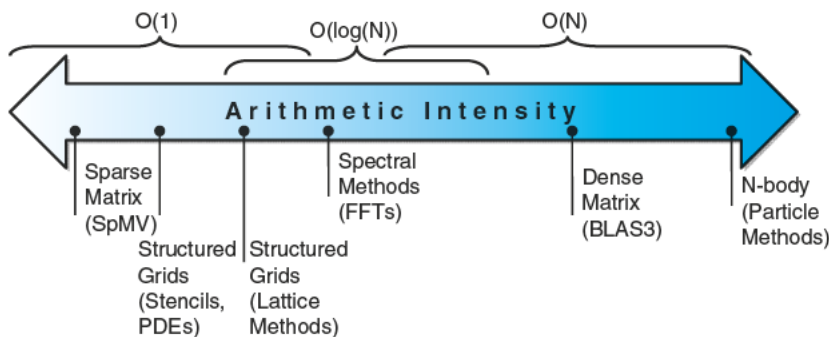 O(1)
O(log(N))
O(N)
Arithmetic Intensity
Sparse
Matrix
(SpMV)
Structured
Grids
(Stencils,
PDEs)
Structured
Grids
(Lattice
Methods)
Spectral
Methods
(FFTs)
Dense
Matrix
(BLAS3)
N-body
(Particle
Methods)